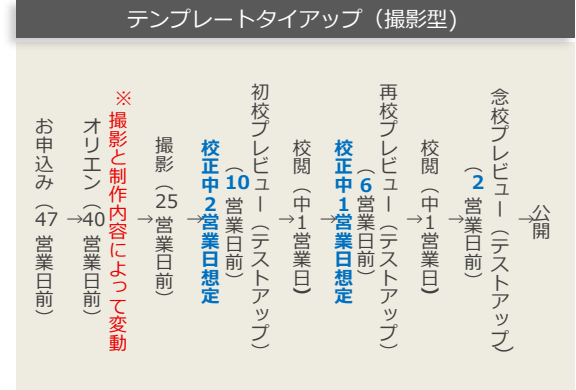 テンプレートタイアップ（撮影型)
お申込み（47営業日前）
→
オリエン（40営業日前）
※撮影と制作内容によって変動
→
撮影（25営業日前）
校正中2営業日想定
→
初校プレビュー（テストアップ）
（10営業日前）
→
校閲（中1営業日）
校正中1営業日想定
→
再校プレビュー（テストアップ）
（6営業日前）
→
校閲（中1営業日）
→
念校プレビュー（テストアップ）
（2営業日前）
→
公開